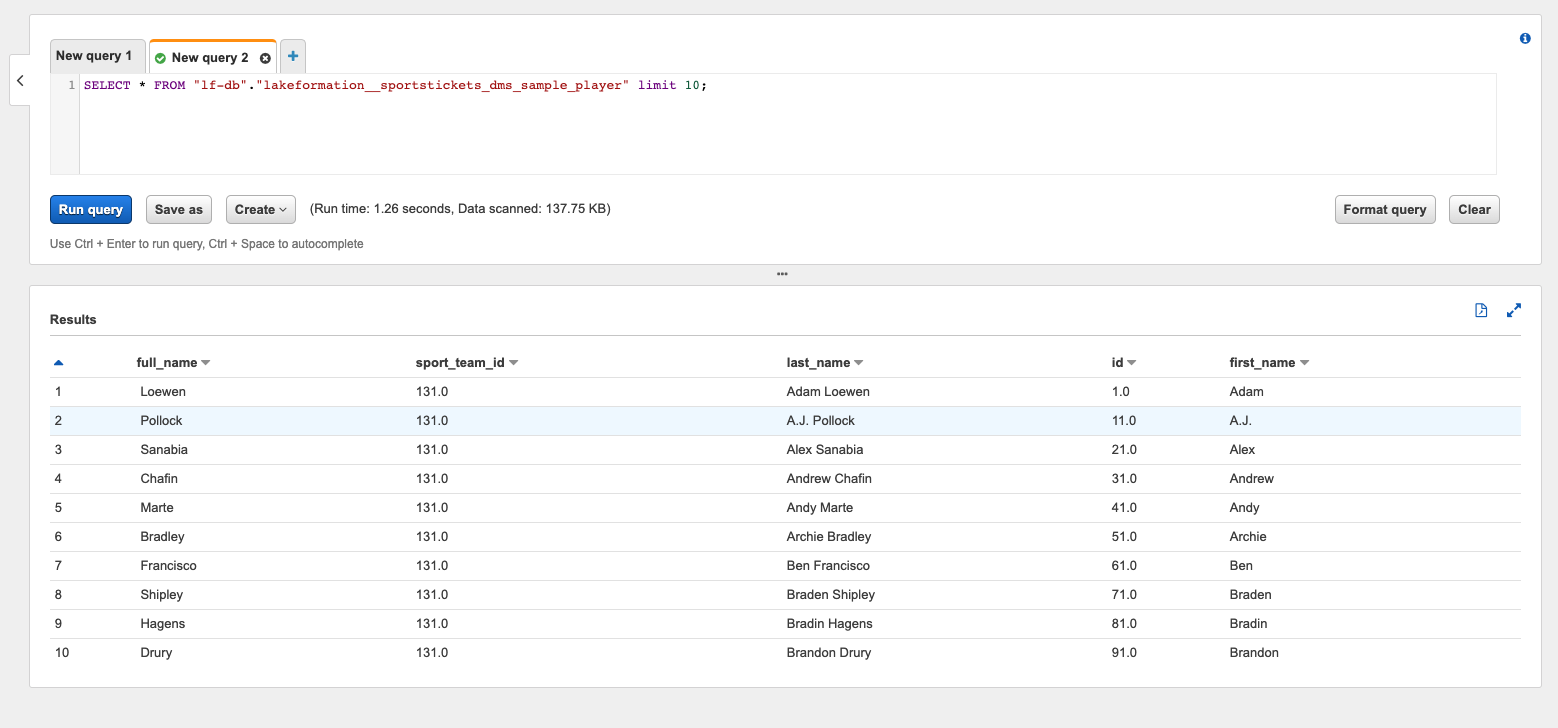 New query 1 New query 2 +
1 SELECT * FROM "lf-db"."lakeformation__sportstickets_dms_sample_player" limit 10;
Run query Save as Create (Run time: 1.26 seconds, Data scanned: 137.75 KB) Format query Clear
Use Ctrl + Enter to run query, Ctrl + Space to autocomplete
Results
full_name sport_team_id last_name id first_name
1 Loewen 131.0 Adam Loewen 1.0 Adam
2 Pollock 131.0 A.J. Pollock 11.0 A.J.
3 Sanabia 131.0 Alex Sanabia 21.0 Alex
4 Chafin 131.0 Andrew Chafin 31.0 Andrew
5 Marte 131.0 Andy Marte 41.0 Andy
6 Bradley 131.0 Archie Bradley 51.0 Archie
7 Francisco 131.0 Ben Francisco 61.0 Ben
8 Shipley 131.0 Braden Shipley 71.0 Braden
9 Hagens 131.0 Bradin Hagens 81.0 Bradin
10 Drury 131.0 Brandon Drury 91.0 Brandon